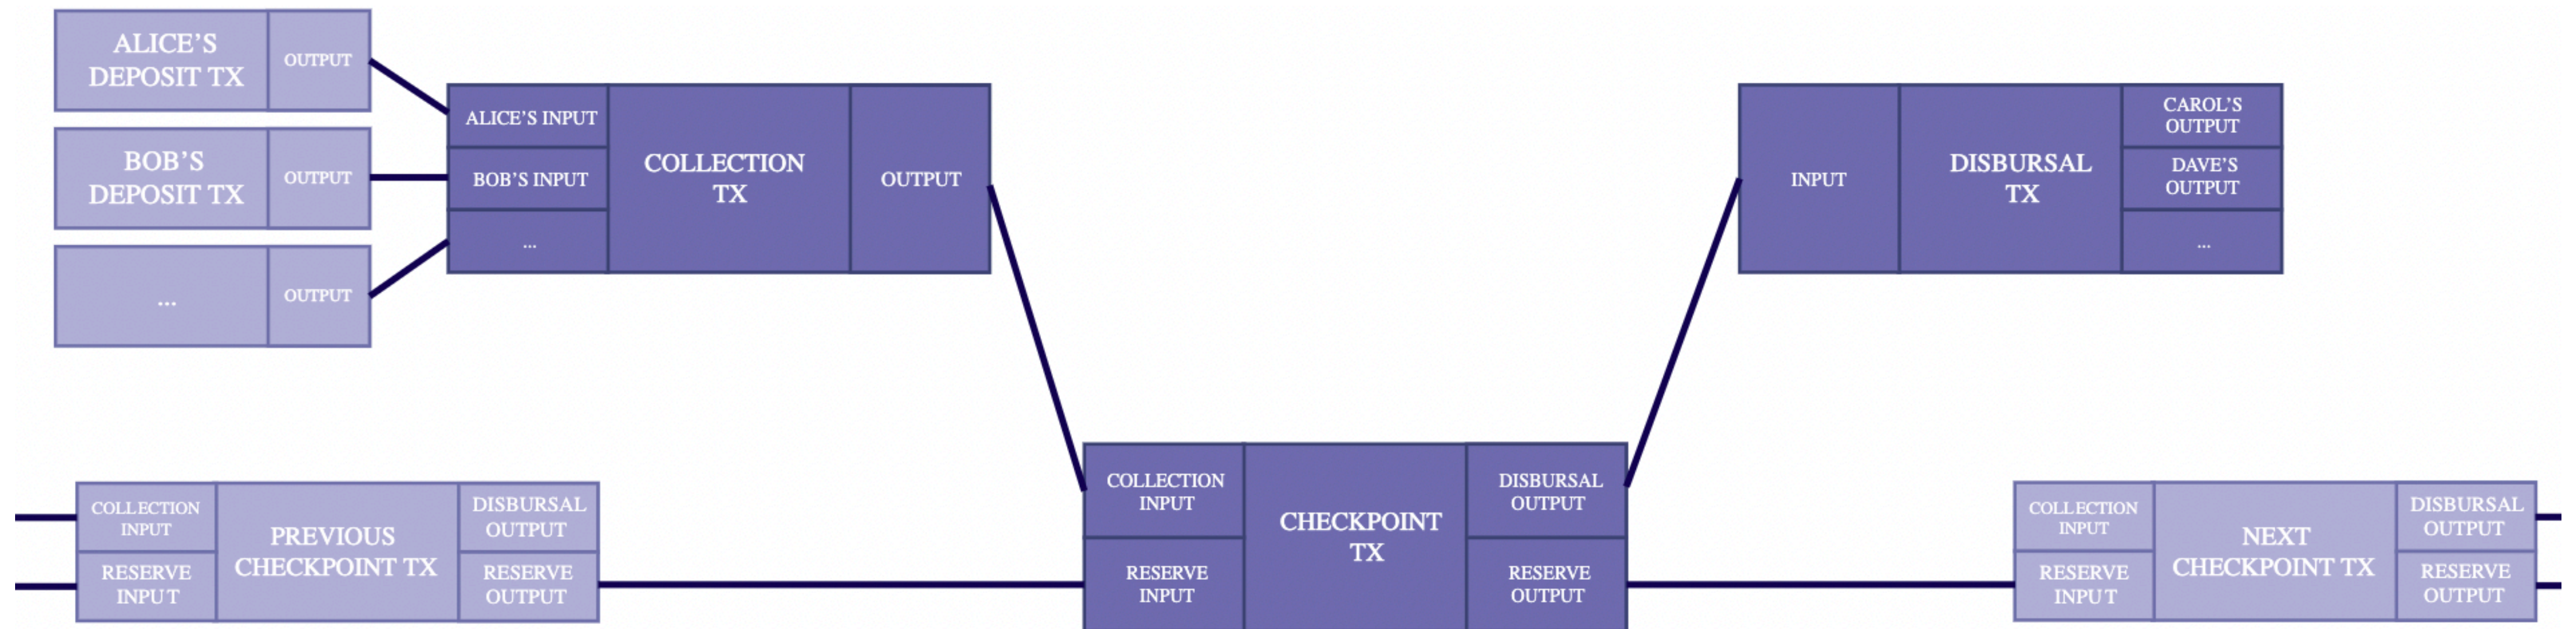 ALICE'S
DEPOSIT TX
OUTPUT
BOB'S
DEPOSIT TX
OUTPUT
...
OUTPUT
ALICE'S INPUT
BOB'S INPUT
...
COLLECTION
TX
OUTPUT
INPUT
DISBURSAL
TX
CAROL'S
OUTPUT
DAVE'S
OUTPUT
...
COLLECTION
INPUT
RESERVE
INPUT
PREVIOUS
CHECKPOINT TX
DISBURSAL
OUTPUT
RESERVE
OUTPUT
COLLECTION
INPUT
RESERVE
INPUT
CHECKPOINT
TX
DISBURSAL
OUTPUT
RESERVE
OUTPUT
COLLECTION
INPUT
RESERVE
INPUT
NEXT
CHECKPOINT TX
DISBURSAL
OUTPUT
RESERVE
OUTPUT